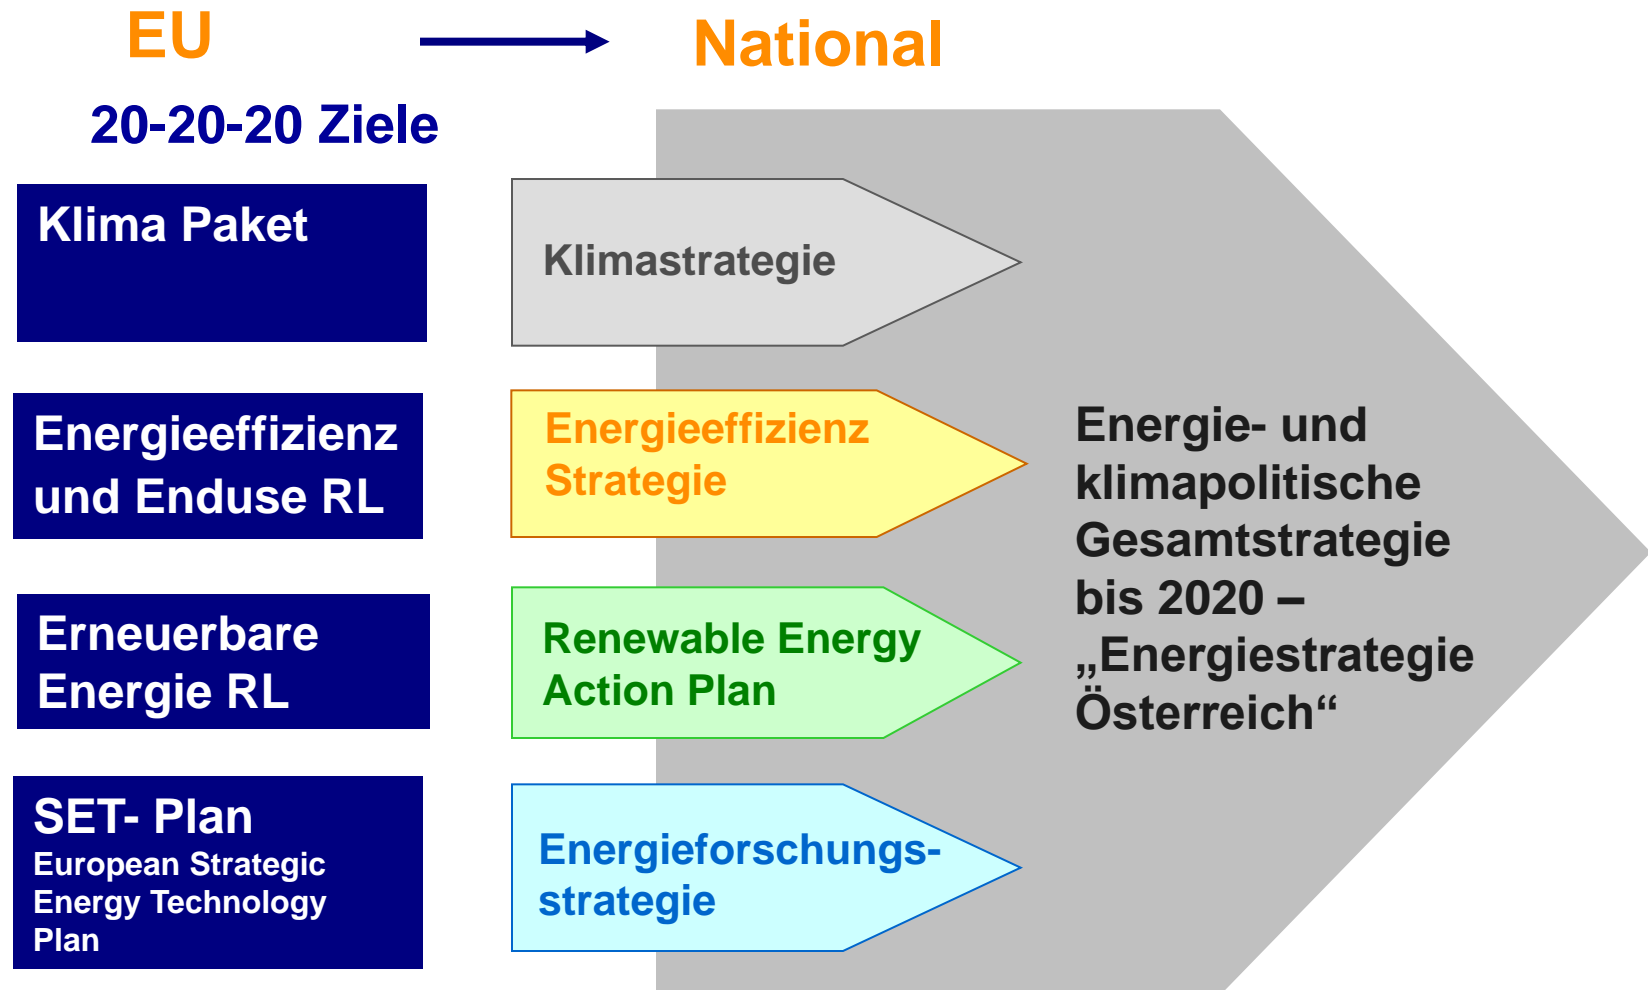 EU
National
20-20-20 Ziele
Klima Paket
Klimastrategie
Energieeffizienz
und Enduse RL
Energieeffizienz
Strategie
Erneuerbare
Energie RL
Renewable Energy
Action Plan
SET- Plan
European Strategic
Energy Technology
Plan
Energieforschungs-
strategie
Energie- und
klimapolitische
Gesamtstrategie
bis 2020 –
„Energiestrategie
Österreich“